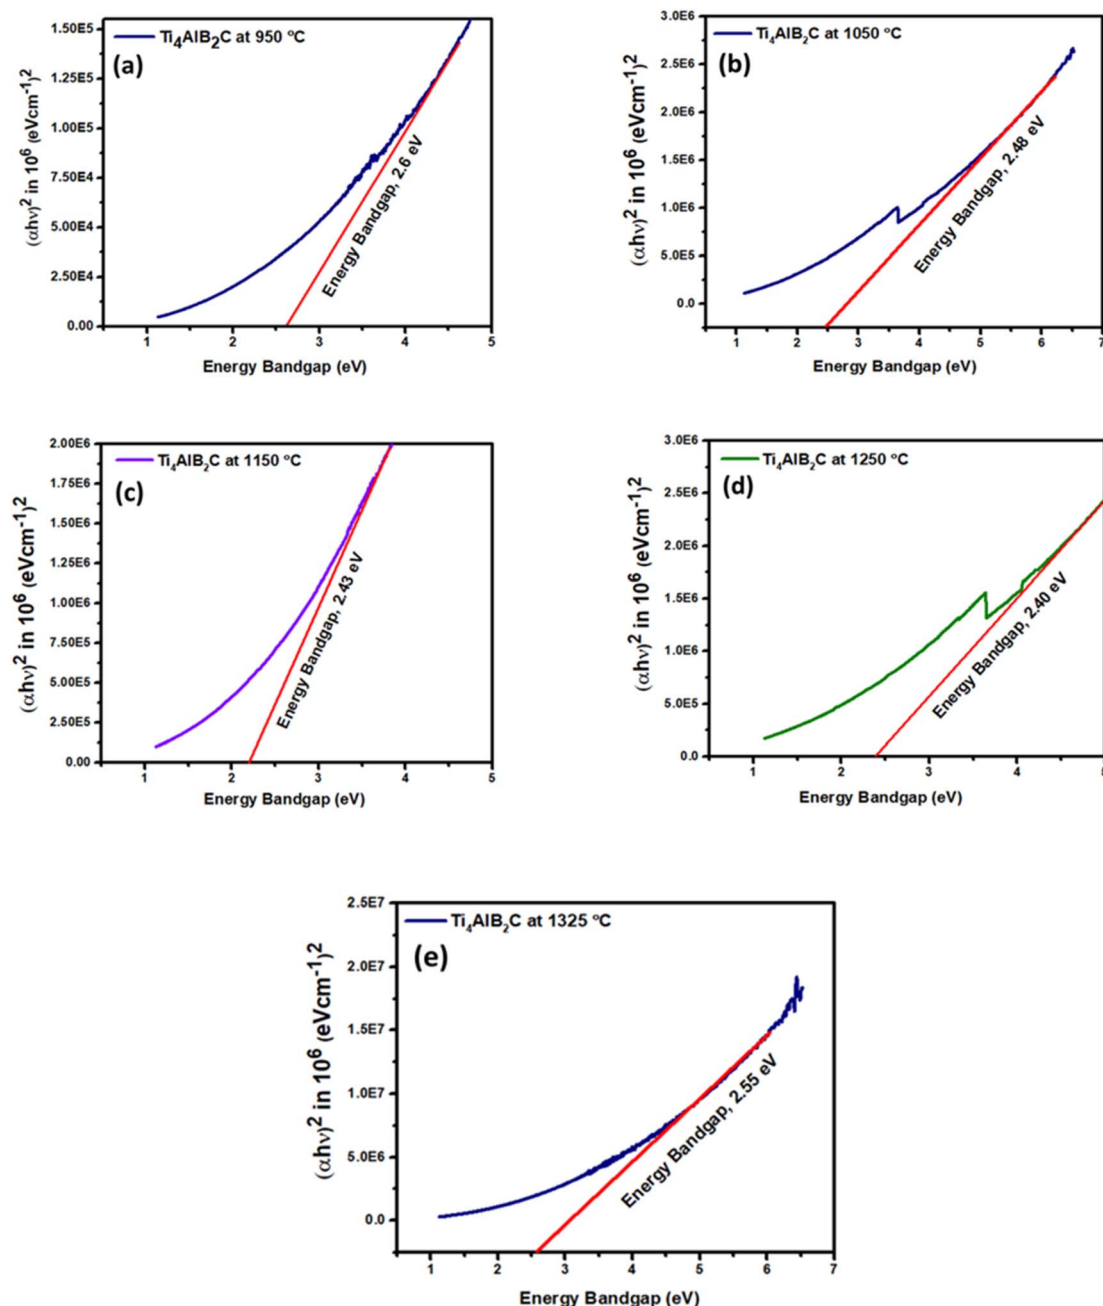 (a)
Ti₄AlB₂C at 950 ºC
(αhν)² in 10⁶ (eVcm⁻¹)²
1.50E5
1.25E5
1.00E5
7.50E4
5.00E4
2.50E4
0.00
Energy Bandgap, 2.6 eV
1 2 3 4 5
Energy Bandgap (eV)
(b)
Ti₄AlB₂C at 1050 ºC
(αhν)² in 10⁶ (eVcm⁻¹)²
3.0E6
2.5E6
2.0E6
1.5E6
1.0E6
5.0E5
0.0
Energy Bandgap, 2.48 eV
1 2 3 4 5 6 7
Energy Bandgap (eV)
(c)
Ti₄AlB₂C at 1150 ºC
(αhν)² in 10⁶ (eVcm⁻¹)²
2.00E6
1.75E6
1.50E6
1.25E6
1.00E6
7.50E5
5.00E5
2.50E5
0.00
Energy Bandgap, 2.43 eV
1 2 3 4 5
Energy Bandgap (eV)
(d)
Ti₄AlB₂C at 1250 ºC
(αhν)² in 10⁶ (eVcm⁻¹)²
3.0E6
2.5E6
2.0E6
1.5E6
1.0E6
5.0E5
0.0
Energy Bandgap, 2.40 eV
1 2 3 4 5
Energy Bandgap (eV)
(e)
Ti₄AlB₂C at 1325 ºC
(αhν)² in 10⁶ (eVcm⁻¹)²
2.5E7
2.0E7
1.5E7
1.0E7
5.0E6
0.0
Energy Bandgap, 2.55 eV
1 2 3 4 5 6 7
Energy Bandgap (eV)